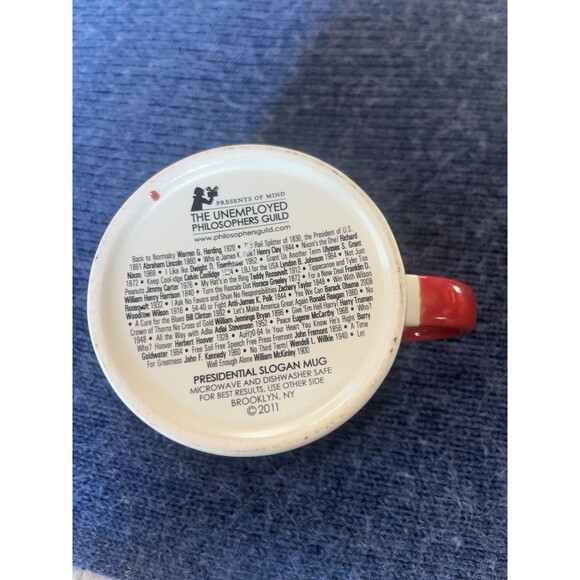 PRESENTS OF MIND
THE UNEMPLOYED
PHILOSOPHERS GUILD
www.philosophersguild.com
Back to Normalcy Warren G. Harding 1920 • The Rail Splitter of 1830, the President of U.S.
1861 Abraham Lincoln 1860 • Who is James K. Polk? Henry Clay 1844 • Nixon's the One! Richard
Nixon 1968 • I Like Ike Dwight D. Eisenhower 1952 • Grant Us Another Term Ulysses S. Grant
1872 • Keep Cool-idge Calvin Coolidge • LBJ for the USA Lyndon B. Johnson 1964 • Not Just
Peanuts Jimmy Carter 1976 • My Hat's in the Ring Teddy Roosevelt 1912 • Tippecanoe and Tyler Too
William Henry Harrison 1840 • Turn the Rascals Out Horace Greeley 1872 • For a New Deal Franklin D.
Roosevelt 1932 • I Ask No Favors and Shun No Responsibilities Zachary Taylor 1848 • Win With Wilson
Woodrow Wilson 1916 • 54-40 or Fight Anti James K. Polk 1844 • Yes We Can Barack Obama 2008
• A Cure for the Blues Bill Clinton 1992 • Let's Make America Great Again Ronald Reagan 1980 • No
Crown of Thorns No Cross of Gold William Jennings Bryan 1896 • Give 'Em Hell Harry! Harry Truman
1948 • All the Way with Adlai Adlai Stevenson 1952 • Peace Eugene McCarthy 1968 • Who
Who? Hoover Herbert Hoover 1928 • AuH20-64 In Your Heart You Know He's Right. Barry
Goldwater 1964 • Free Soil Free Speech Free Press Fremont John Fremont 1856 • A Time
For Greatness John F. Kennedy 1960 • No Third Term! Wendell L. Willkie 1940 • Let
Well Enough Alone William McKinley 1900
PRESIDENTIAL SLOGAN MUG
MICROWAVE AND DISHWASHER SAFE
FOR BEST RESULTS, USE OTHER SIDE
BROOKLYN, NY
©2011